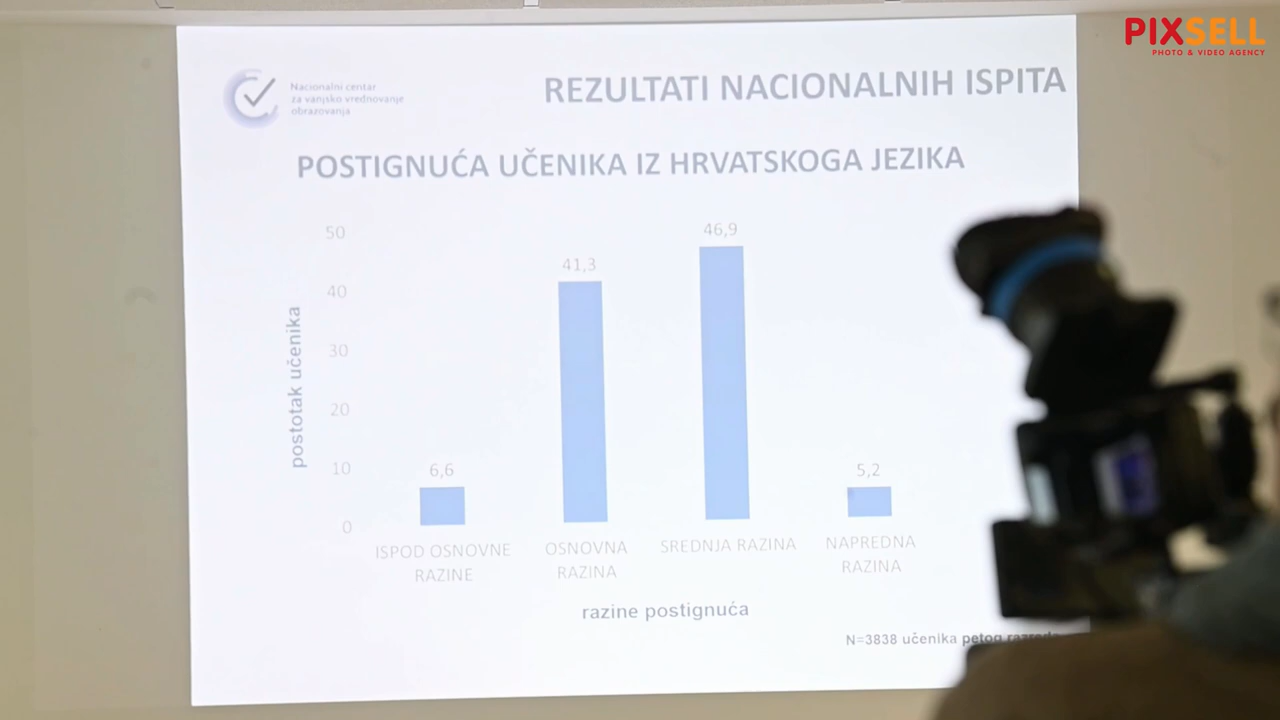 PIXSELL
PHOTO & VIDEO AGENCY
Nacionalni centar
za vanjsko vrednovanje
obrazovanja
REZULTATI NACIONALNIH ISPITA
POSTIGNUĆA UČENIKA IZ HRVATSKOGA JEZIKA
postotak učenika
50
40
30
20
10
0
6,6
41,3
46,9
5,2
ISPOD OSNOVNE
RAZINE
OSNOVNA
RAZINA
SREDNJA RAZINA
NAPREDNA
RAZINA
razine postignuća
N=3838 učenika petog razreda